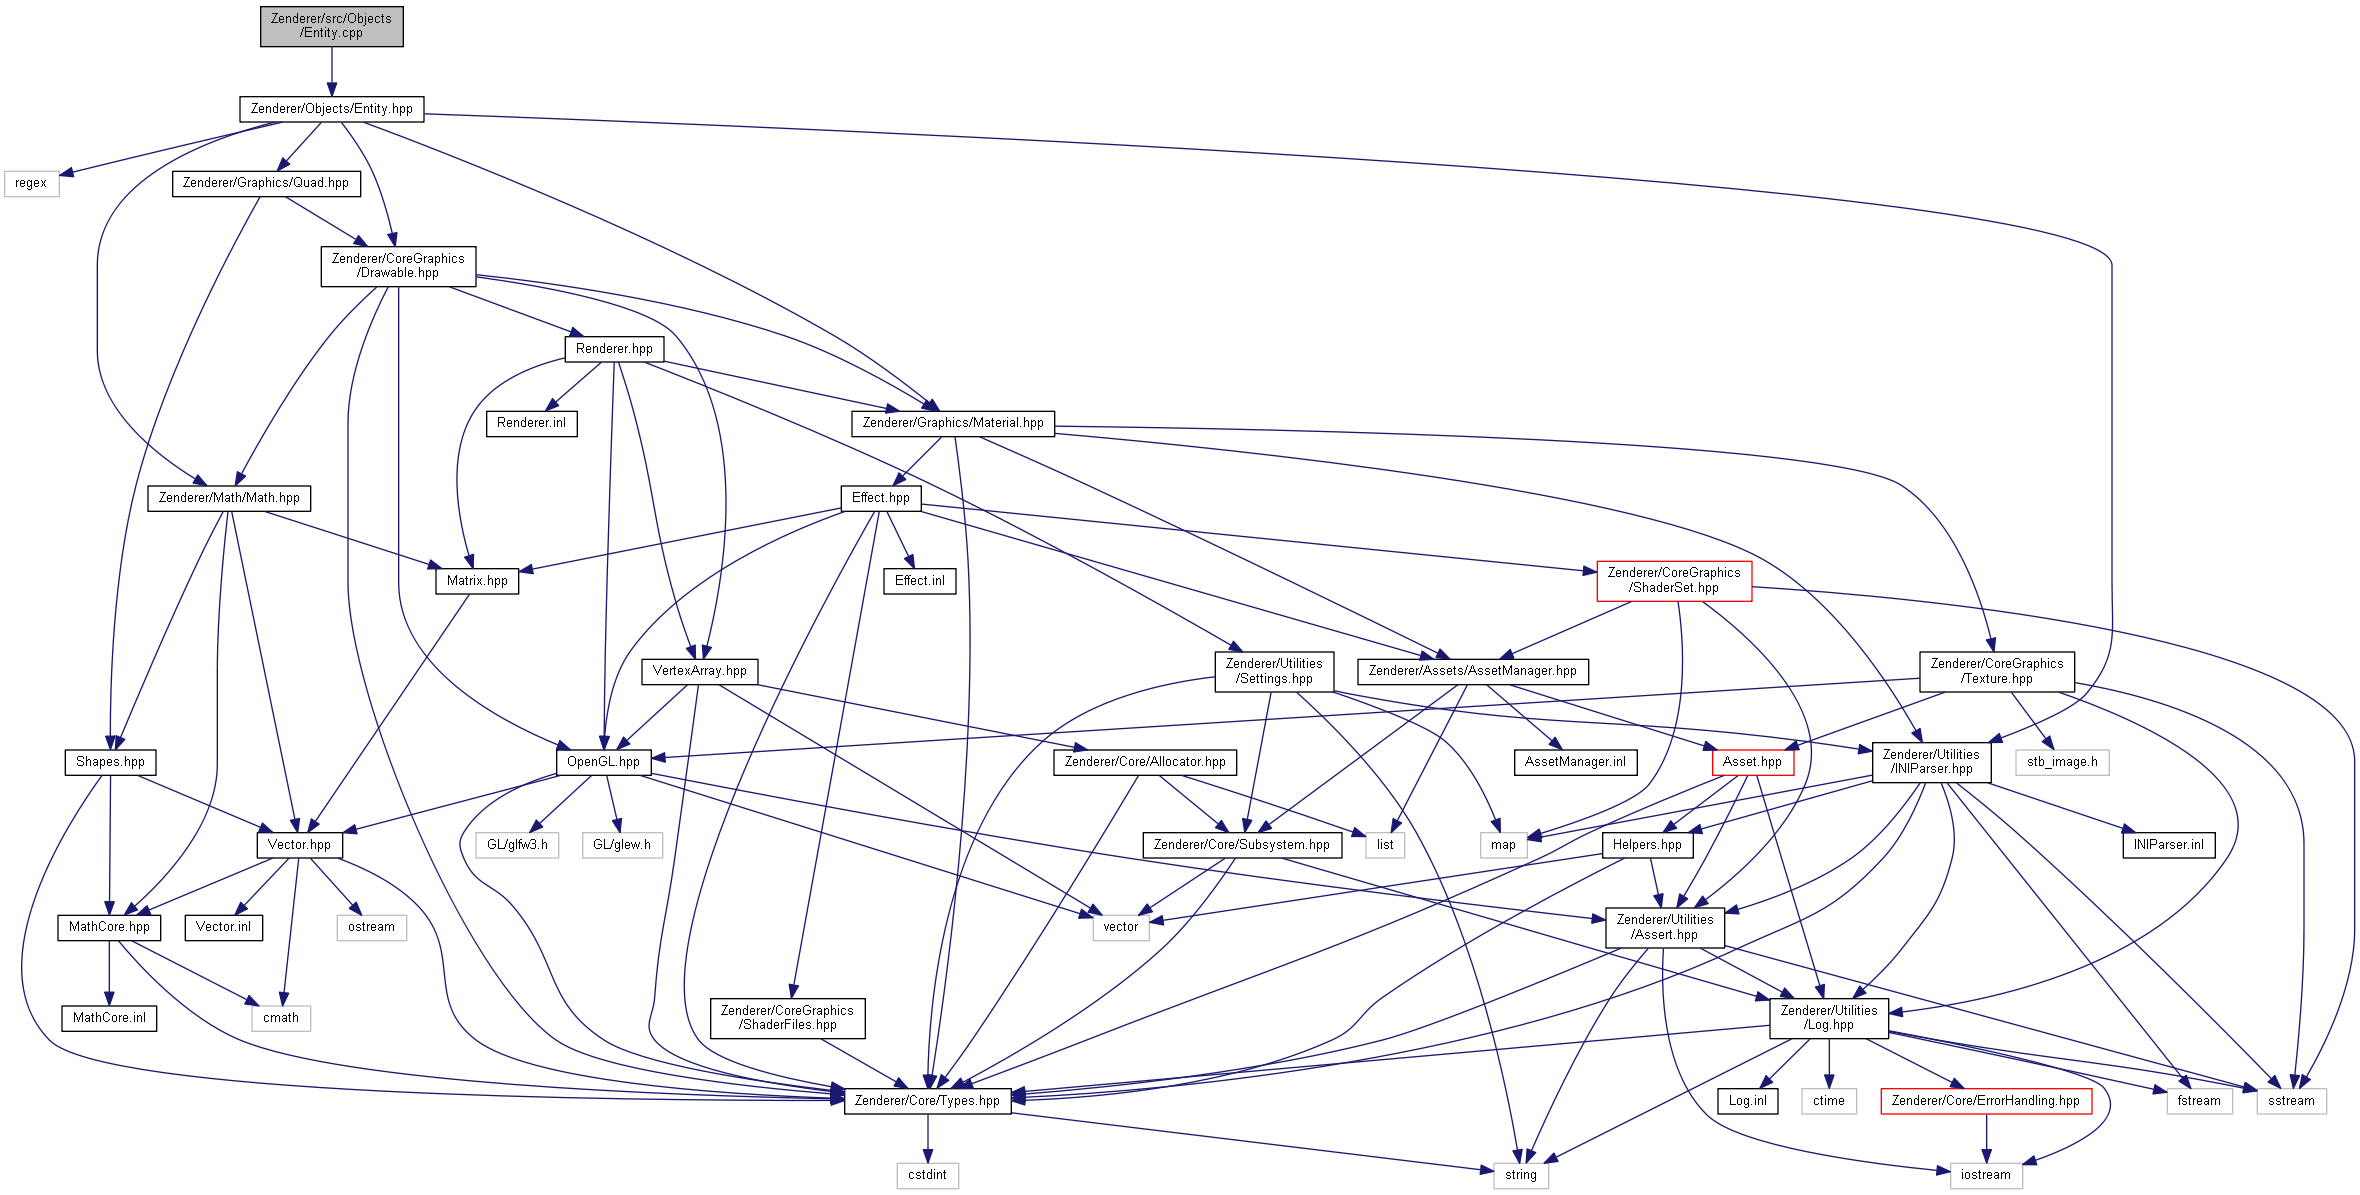 Zenderer/src/Objects
/Entity.cpp
Zenderer/Objects/Entity.hpp
regex
Zenderer/Graphics/Quad.hpp
Zenderer/CoreGraphics
/Drawable.hpp
Renderer.hpp
Renderer.inl
Zenderer/Graphics/Material.hpp
Zenderer/Math/Math.hpp
Effect.hpp
Matrix.hpp
Effect.inl
Zenderer/CoreGraphics
/ShaderSet.hpp
VertexArray.hpp
Zenderer/Utilities
/Settings.hpp
Zenderer/Assets/AssetManager.hpp
Zenderer/CoreGraphics
/Texture.hpp
Shapes.hpp
OpenGL.hpp
Zenderer/Core/Allocator.hpp
AssetManager.inl
Asset.hpp
Zenderer/Utilities
/INIParser.hpp
stb_image.h
Vector.hpp
GL/glfw3.h
GL/glew.h
Zenderer/Core/Subsystem.hpp
list
map
Helpers.hpp
INIParser.inl
MathCore.hpp
Vector.inl
ostream
vector
Zenderer/Utilities
/Assert.hpp
MathCore.inl
cmath
Zenderer/CoreGraphics
/ShaderFiles.hpp
Zenderer/Utilities
/Log.hpp
Zenderer/Core/Types.hpp
Log.inl
ctime
Zenderer/Core/ErrorHandling.hpp
fstream
sstream
cstdint
string
iostream